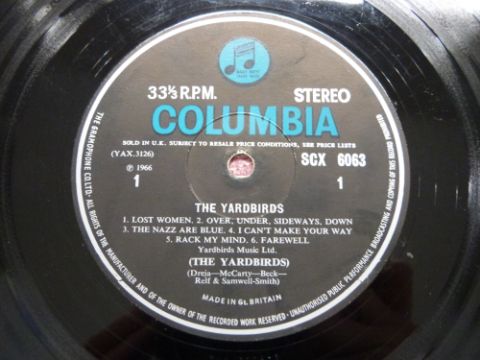 33⅓ R.P.M. STEREO
COLUMBIA
SOLD IN U.K. SUBJECT TO RESALE PRICE CONDITIONS, SEE PRICE LISTS
(YAX.3126) SCX 6063
℗ 1966
1 1
THE YARDBIRDS
1. LOST WOMEN. 2. OVER, UNDER, SIDEWAYS, DOWN
3. THE NAZZ ARE BLUE. 4. I CAN'T MAKE YOUR WAY
5. RACK MY MIND. 6. FAREWELL
Yardbirds Music Ltd.
(THE YARDBIRDS)
(Dreja—McCarty—Beck—
Relf & Samwell-Smith)
MADE IN GT. BRITAIN
THE GRAMOPHONE CO. LTD. ALL RIGHTS OF THE MANUFACTURER AND OF THE OWNER OF THE RECORDED WORK RESERVED UNAUTHORISED PUBLIC PERFORMANCE BROADCASTING AND COPYING OF THIS RECORD PROHIBITED